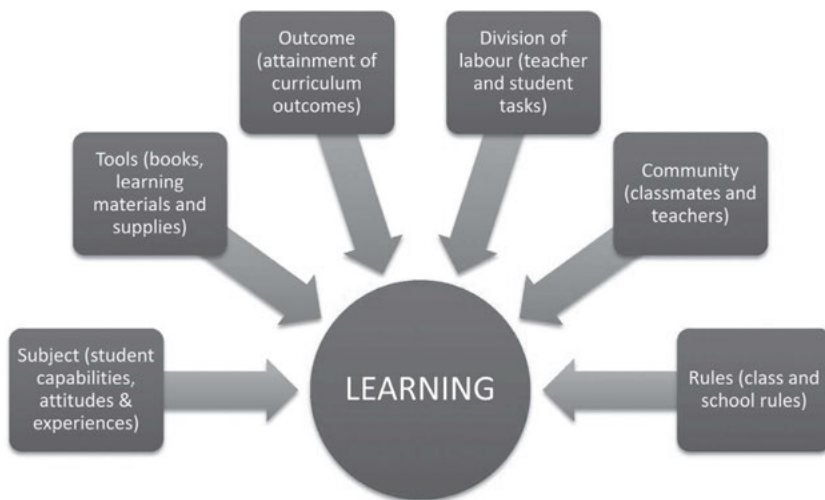 Outcome
(attainment of
curriculum
outcomes)
Division of
labour (teacher
and student
tasks)
Tools (books,
learning
materials and
supplies)
Community
(classmates and
teachers)
Subject (student
capabilities,
attitudes &
experiences)
LEARNING
Rules (class and
school rules)